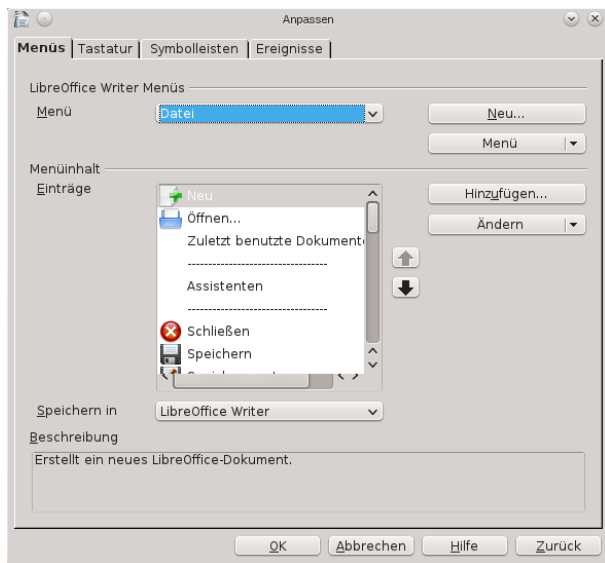 Anpassen
Menüs Tastatur Symbolleisten Ereignisse
LibreOffice Writer Menüs
Menü Datei Neu...
Menü
Menüinhalt
Einträge Neu Hinzufügen...
Öffnen... Ändern
Zuletzt benutzte Dokument
---------------------------------
Assistenten
---------------------------------
Schließen
Speichern
Speichern in LibreOffice Writer
Beschreibung
Erstellt ein neues LibreOffice-Dokument.
OK Abbrechen Hilfe Zurück